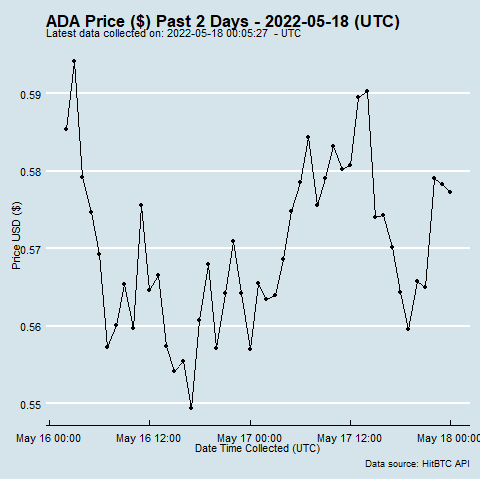 ADA Price ($) Past 2 Days - 2022-05-18 (UTC)
Latest data collected on: 2022-05-18 00:05:27 - UTC
0.59
0.58
0.57
0.56
0.55
Price USD ($)
May 16 00:00 May 16 12:00 May 17 00:00 May 17 12:00 May 18 00:00
Date Time Collected (UTC)
Data source: HitBTC API